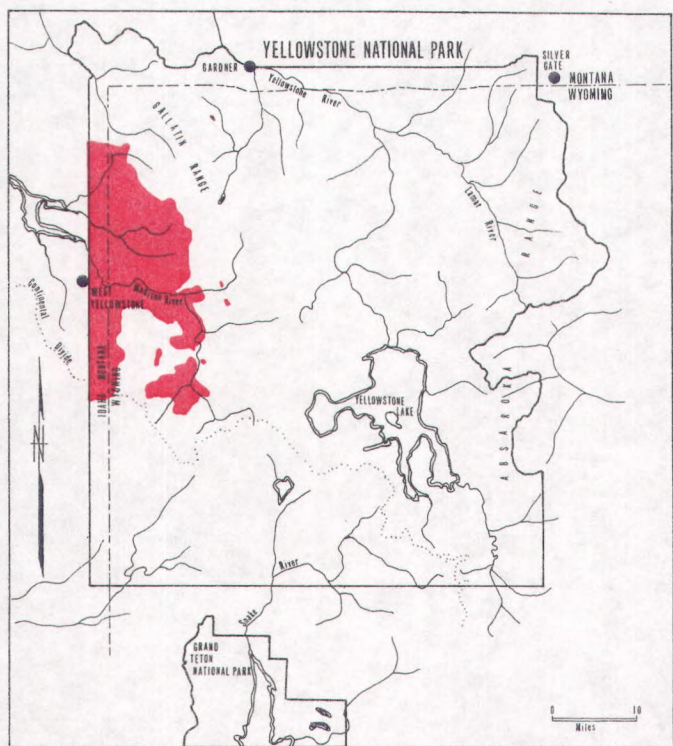 YELLOWSTONE NATIONAL PARK
GARDNER
SILVER
GATE
MONTANA
WYOMING
Yellowstone
River
GALLATIN
RANGE
Lamar
River
RANGE
ABSAROKA
WEST
YELLOWSTONE
Madison River
Continental
Divide
IDAHO MONTANA
WYOMING
YELLOWSTONE
LAKE
N
River
Snake
GRAND
TETON
NATIONAL PARK
0 10
Miles